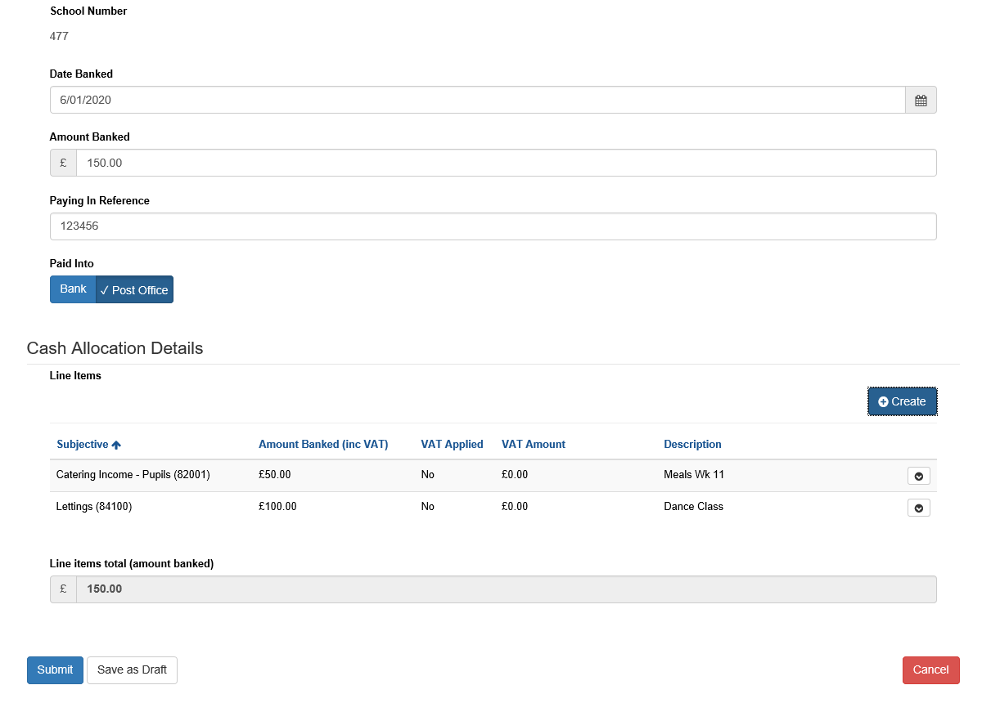 School Number
477
Date Banked
6/01/2020
Amount Banked
£ 150.00
Paying In Reference
123456
Paid Into
Bank ✓ Post Office
Cash Allocation Details
Line Items
Create
Subjective Amount Banked (inc VAT) VAT Applied VAT Amount Description
Catering Income - Pupils (82001) £50.00 No £0.00 Meals Wk 11
Lettings (84100) £100.00 No £0.00 Dance Class
Line items total (amount banked)
£ 150.00
Submit Save as Draft Cancel